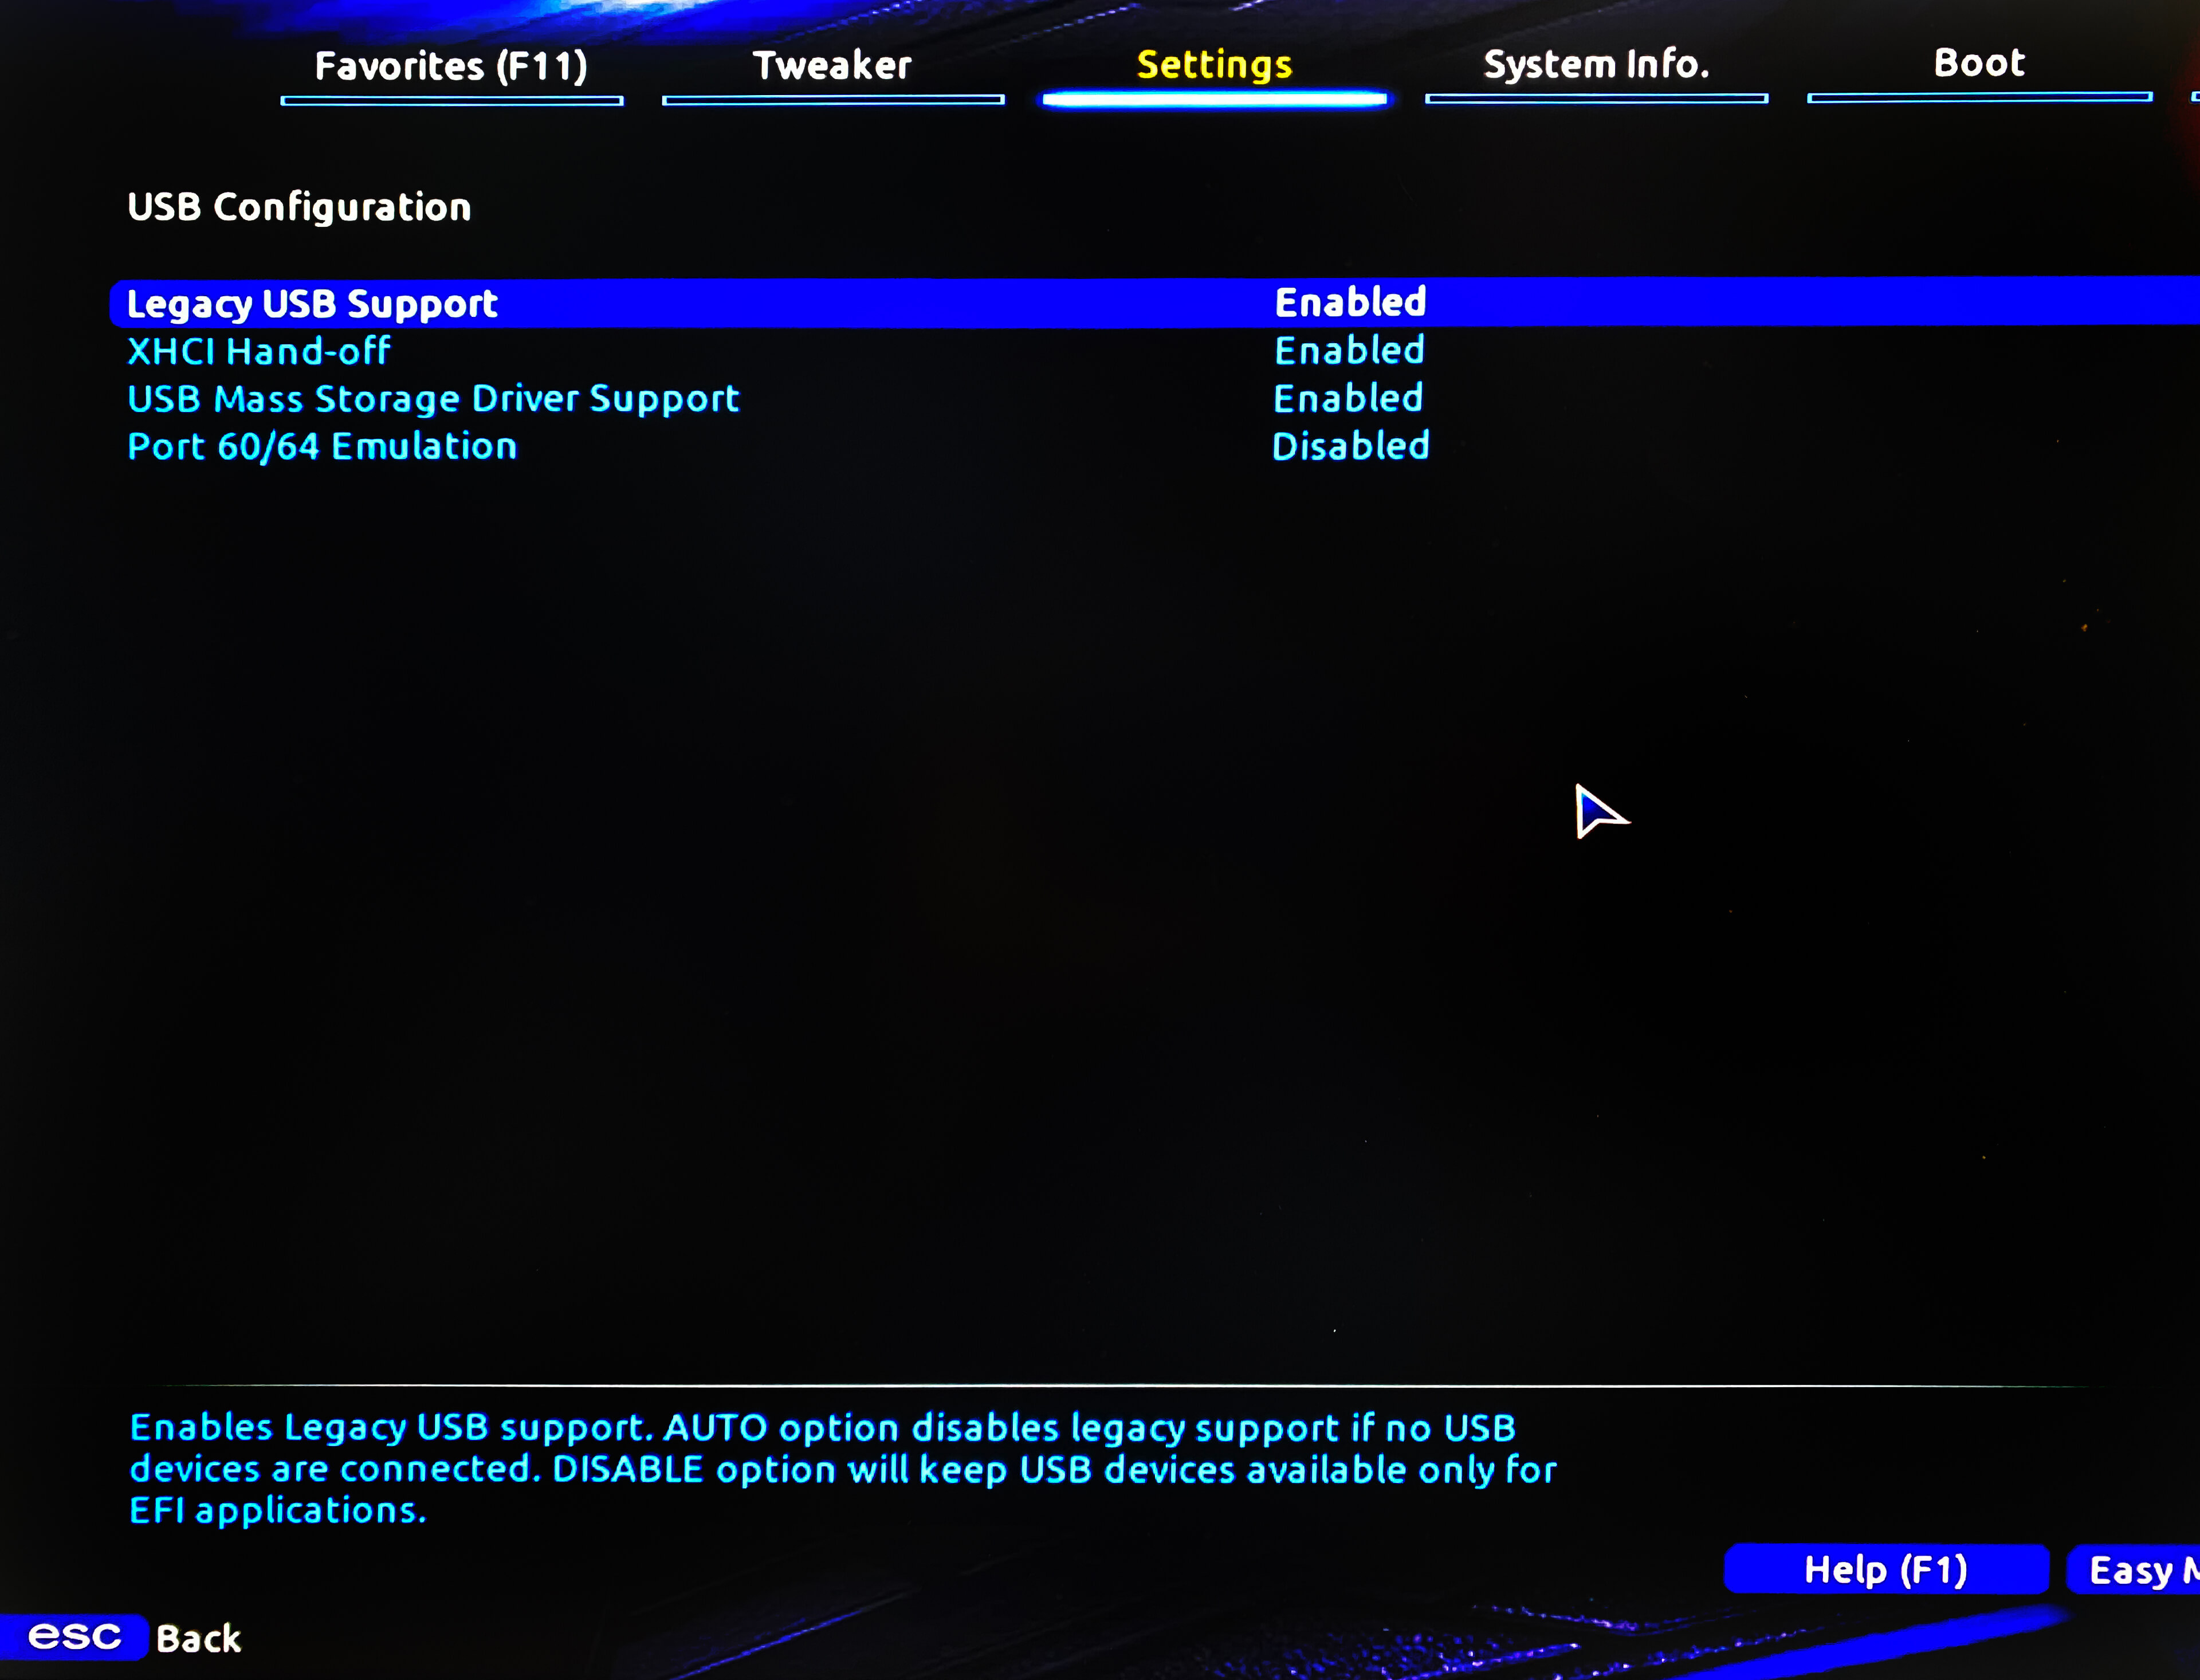 Favorites (F11) Tweaker Settings System Info. Boot
USB Configuration
Legacy USB Support Enabled
XHCI Hand-off Enabled
USB Mass Storage Driver Support Enabled
Port 60/64 Emulation Disabled
Enables Legacy USB support. AUTO option disables legacy support if no USB
devices are connected. DISABLE option will keep USB devices available only for
EFI applications.
Help (F1) Easy
esc Back